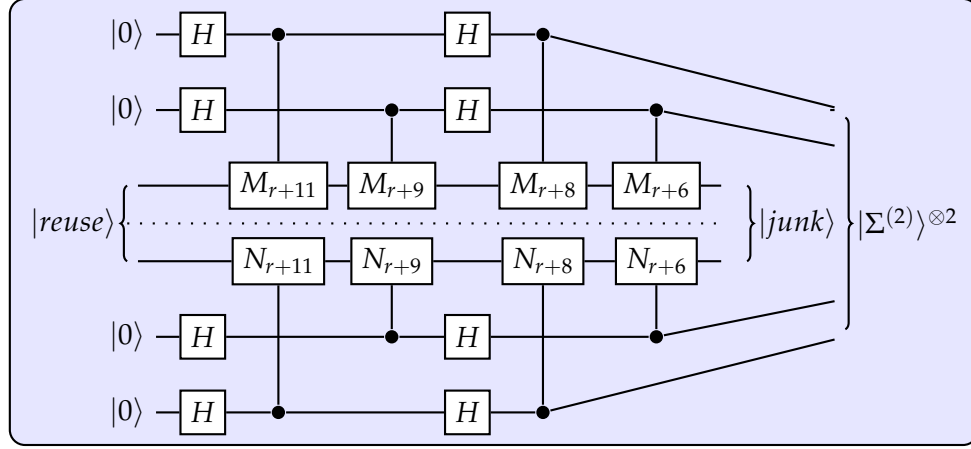 |0⟩ H H
|0⟩ H H
M_{r+11} M_{r+9} M_{r+8} M_{r+6}
|reuse⟩ |junk⟩ |Σ^{(2)}⟩^{⊗2}
N_{r+11} N_{r+9} N_{r+8} N_{r+6}
|0⟩ H H
|0⟩ H H